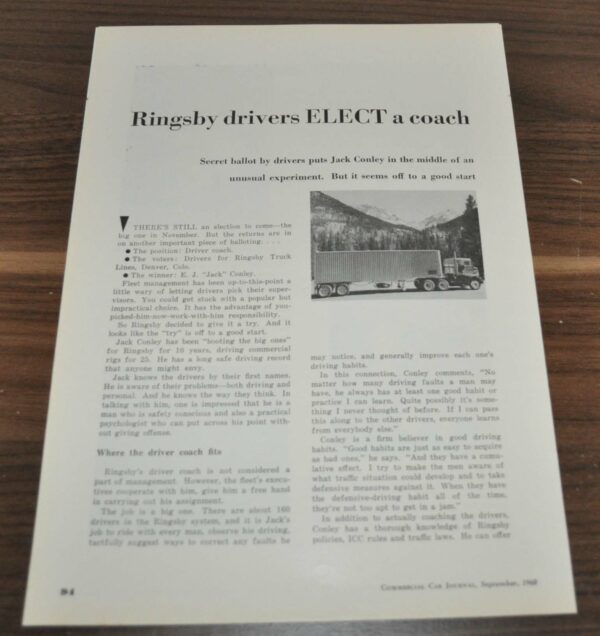 Ringsby drivers ELECT a coach
Secret ballot by drivers puts Jack Conley in the middle of an
unusual experiment. But it seems off to a good start
THERE'S STILL an election to come—the
big one in November. But the returns are in
on another important piece of balloting. . . .
● The position: Driver coach.
● The voters: Drivers for Ringsby Truck
Lines, Denver, Colo.
● The winner: E. J. "Jack" Conley.
Fleet management has been up-to-this-point a
little wary of letting drivers pick their super-
visors. You could get stuck with a popular but
impractical choice. It has the advantage of you-
picked-him-now-work-with-him responsibility.
So Ringsby decided to give it a try. And it
looks like the "try" is off to a good start.
Jack Conley has been "booting the big ones"
for Ringsby for 16 years, driving commercial
rigs for 25. He has a long safe driving record
that anyone might envy.
Jack knows the drivers by their first names.
He is aware of their problems—both driving and
personal. And he knows the way they think. In
talking with him, one is impressed that he is a
man who is safety conscious and also a practical
psychologist who can put across his point with-
out giving offense.
Where the driver coach fits
Ringsby's driver coach is not considered a
part of management. However, the fleet's execu-
tives cooperate with him, give him a free hand
in carrying out his assignment.
The job is a big one. There are about 160
drivers in the Ringsby system, and it is Jack's
job to ride with every man, observe his driving,
tactfully suggest ways to correct any faults he
may notice, and generally improve each one's
driving habits.
In this connection, Conley comments, "No
matter how many driving faults a man may
have, he always has at least one good habit or
practice I can learn. Quite possibly it's some-
thing I never thought of before. If I can pass
this along to the other drivers, everyone learns
from everybody else."
Conley is a firm believer in good driving
habits. "Good habits are just as easy to acquire
as bad ones," he says. "And they have a cumu-
lative effect. I try to make the men aware of
what traffic situation could develop and to take
defensive measures against it. When they have
the defensive-driving habit all of the time,
they're not too apt to get in a jam."
In addition to actually coaching the drivers,
Conley has a thorough knowledge of Ringsby
policies, ICC rules and traffic laws. He can offer
94
COMMERCIAL CAR JOURNAL, September, 1960